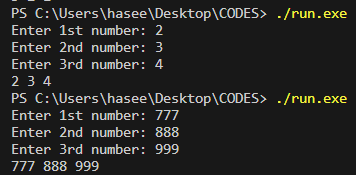 PS C:\Users\hasee\Desktop\CODES> ./run.exe
Enter 1st number: 2
Enter 2nd number: 3
Enter 3rd number: 4
2 3 4
PS C:\Users\hasee\Desktop\CODES> ./run.exe
Enter 1st number: 777
Enter 2nd number: 888
Enter 3rd number: 999
777 888 999